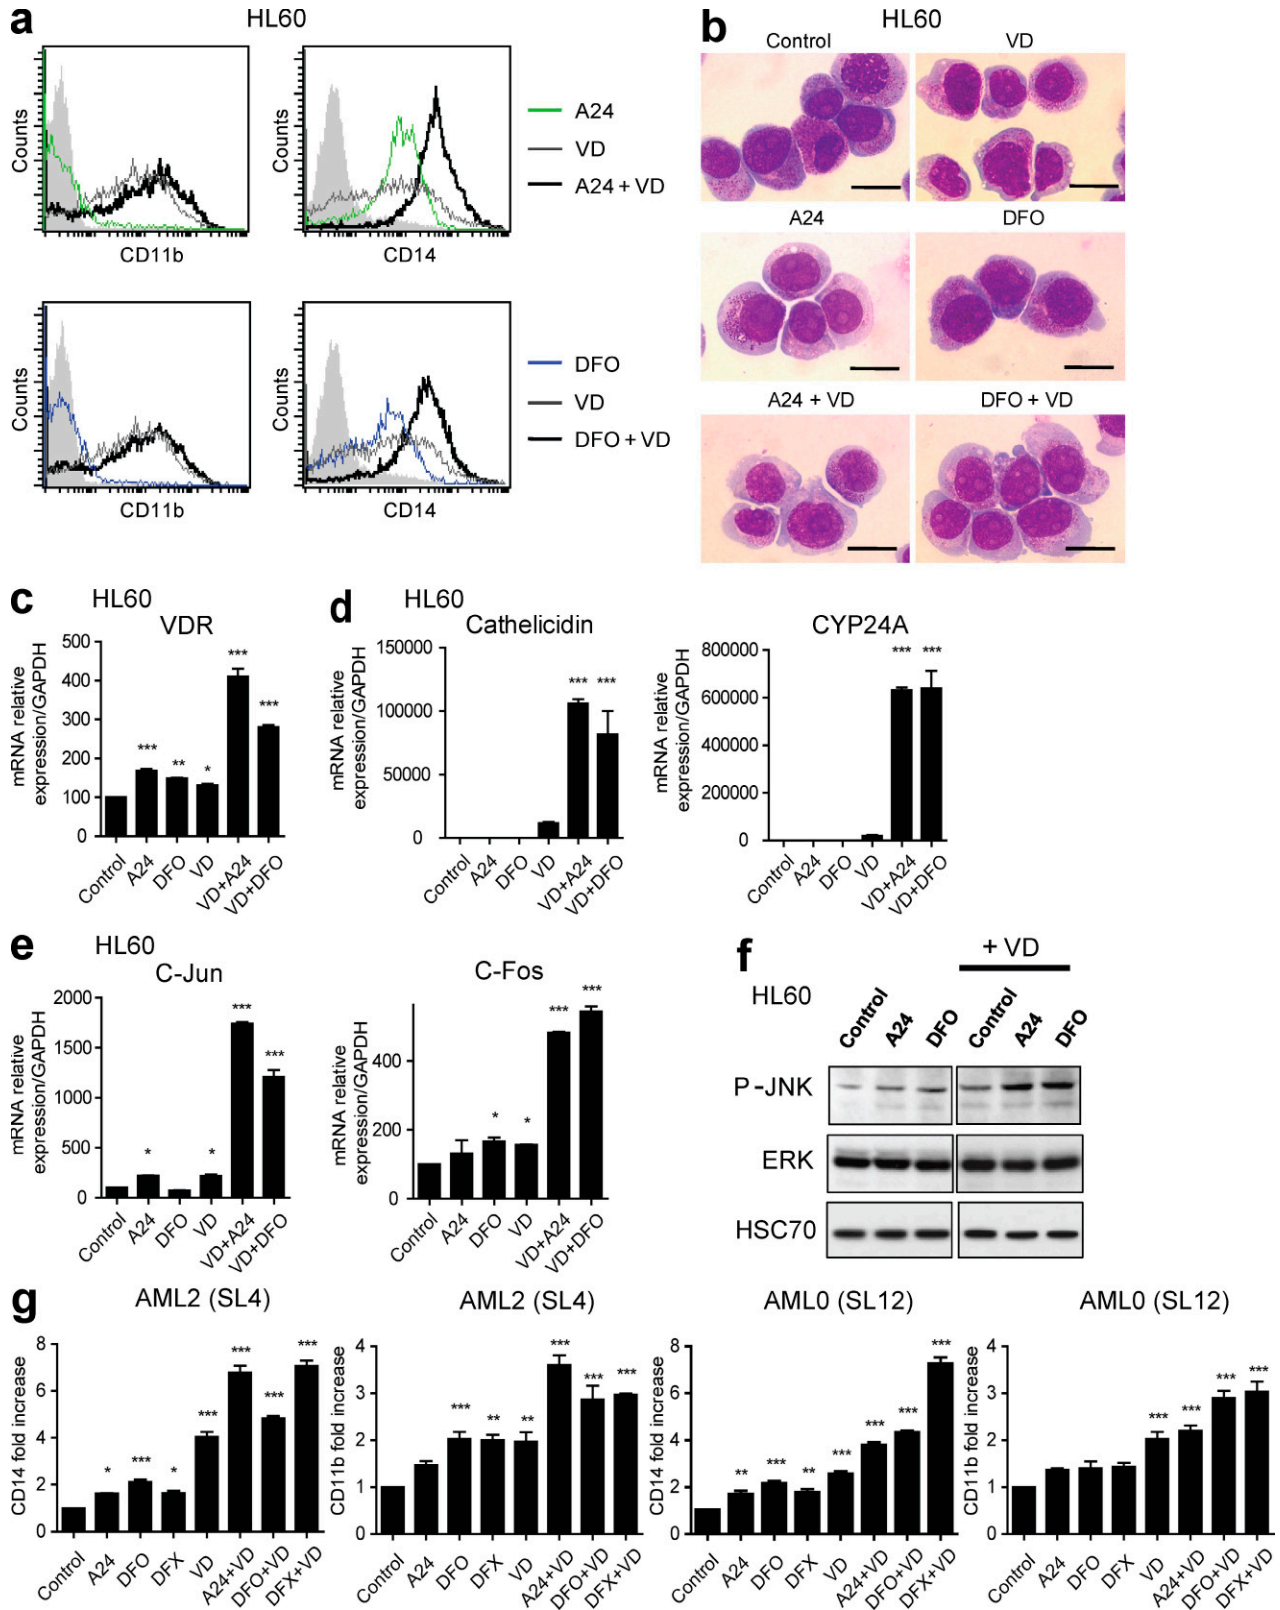 a
HL60
Counts
CD11b
Counts
CD14
A24
VD
A24 + VD
Counts
CD11b
Counts
CD14
DFO
VD
DFO + VD
b
HL60
Control
VD
A24
DFO
A24 + VD
DFO + VD
c
HL60
VDR
mRNA relative
expression/GAPDH
500
400
300
200
100
0
***
**
*
***
***
Control
A24
DFO
VD
VD+A24
VD+DFO
d
HL60
Cathelicidin
mRNA relative
expression/GAPDH
150000
100000
50000
0
***
***
Control
A24
DFO
VD
VD+A24
VD+DFO
CYP24A
mRNA relative
expression/GAPDH
800000
600000
400000
200000
0
***
***
Control
A24
DFO
VD
VD+A24
VD+DFO
e
HL60
C-Jun
mRNA relative
expression/GAPDH
2000
1500
1000
500
0
*
*
***
***
Control
A24
DFO
VD
VD+A24
VD+DFO
C-Fos
mRNA relative
expression/GAPDH
400
200
0
*
*
***
***
Control
A24
DFO
VD
VD+A24
VD+DFO
f
+ VD
HL60
Control
A24
DFO
Control
A24
DFO
P-JNK
ERK
HSC70
g
AML2 (SL4)
CD14 fold increase
8
6
4
2
0
*
***
*
***
***
***
***
Control
A24
DFO
DFX
VD
A24+VD
DFO+VD
DFX+VD
AML2 (SL4)
CD11b fold increase
4
3
2
1
0
***
**
**
***
***
***
Control
A24
DFO
DFX
VD
A24+VD
DFO+VD
DFX+VD
AML0 (SL12)
CD14 fold increase
8
6
4
2
0
**
***
**
***
***
***
***
Control
A24
DFO
DFX
VD
A24+VD
DFO+VD
DFX+VD
AML0 (SL12)
CD11b fold increase
4
3
2
1
0
***
***
***
***
Control
A24
DFO
DFX
VD
A24+VD
DFO+VD
DFX+VD